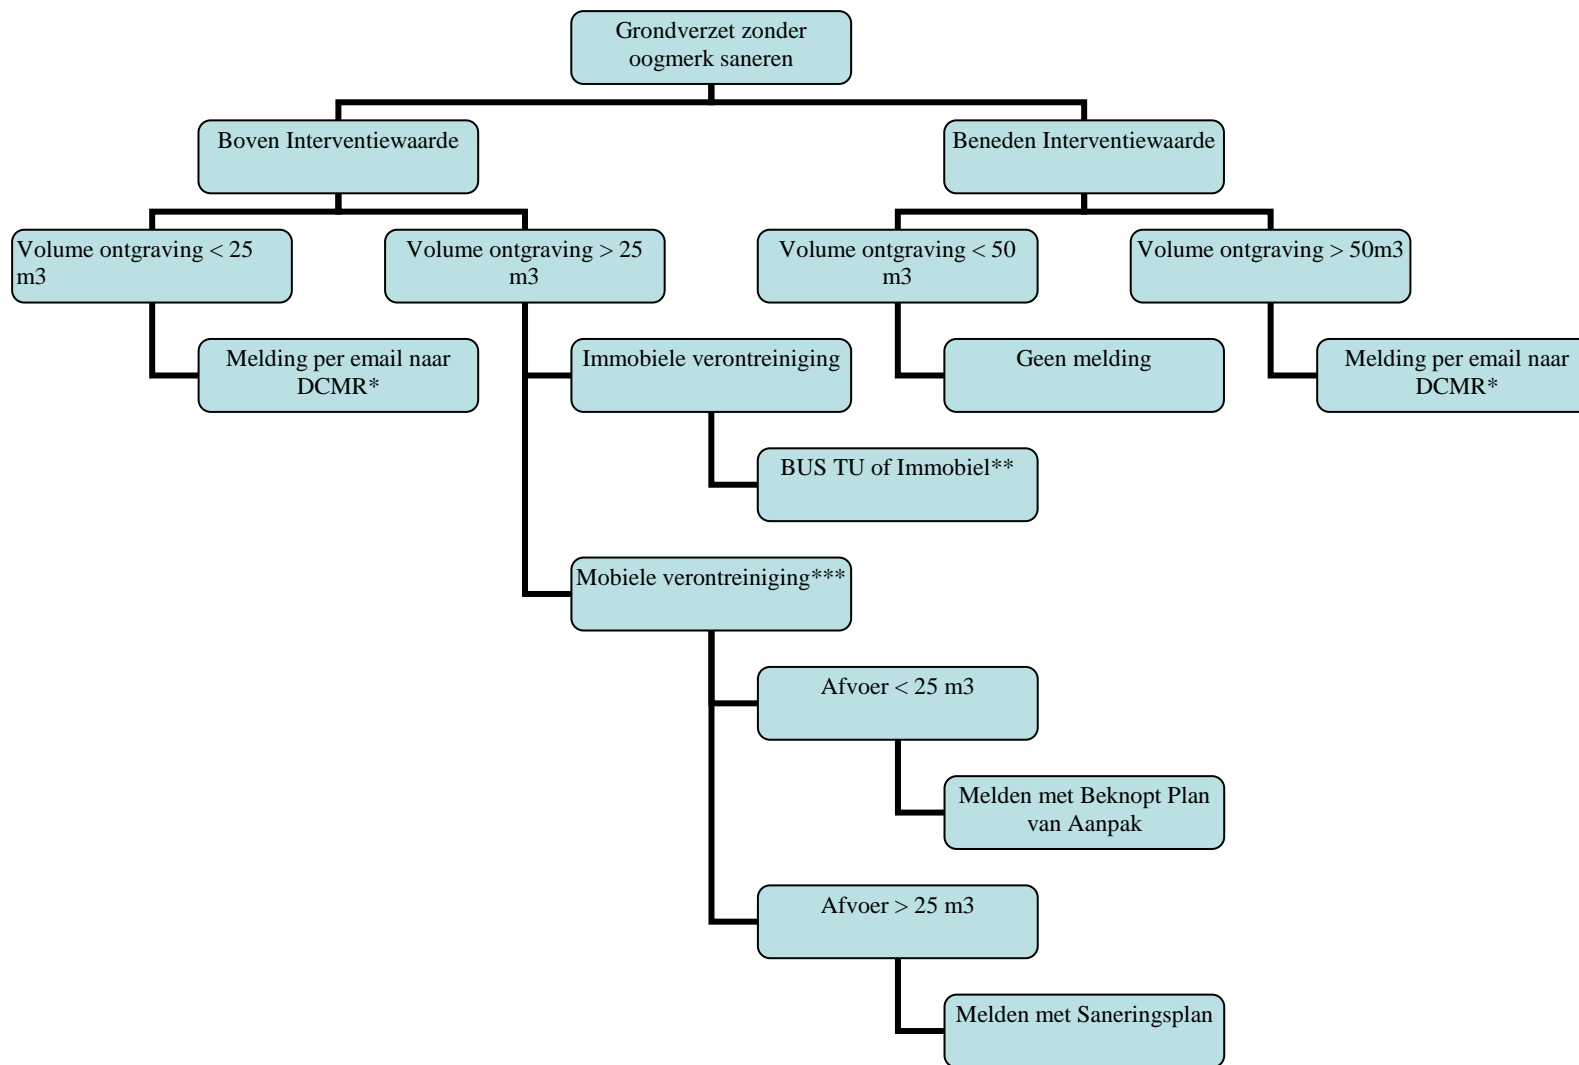 Grondverzet zonder
oogmerk saneren
Boven Interventiewaarde
Beneden Interventiewaarde
Volume ontgraving < 25
m3
Volume ontgraving > 25
m3
Volume ontgraving < 50
m3
Volume ontgraving > 50m3
Melding per email naar
DCMR*
Immobiele verontreiniging
Geen melding
Melding per email naar
DCMR*
BUS TU of Immobiel**
Mobiele verontreiniging***
Afvoer < 25 m3
Melden met Beknopt Plan
van Aanpak
Afvoer > 25 m3
Melden met Saneringsplan